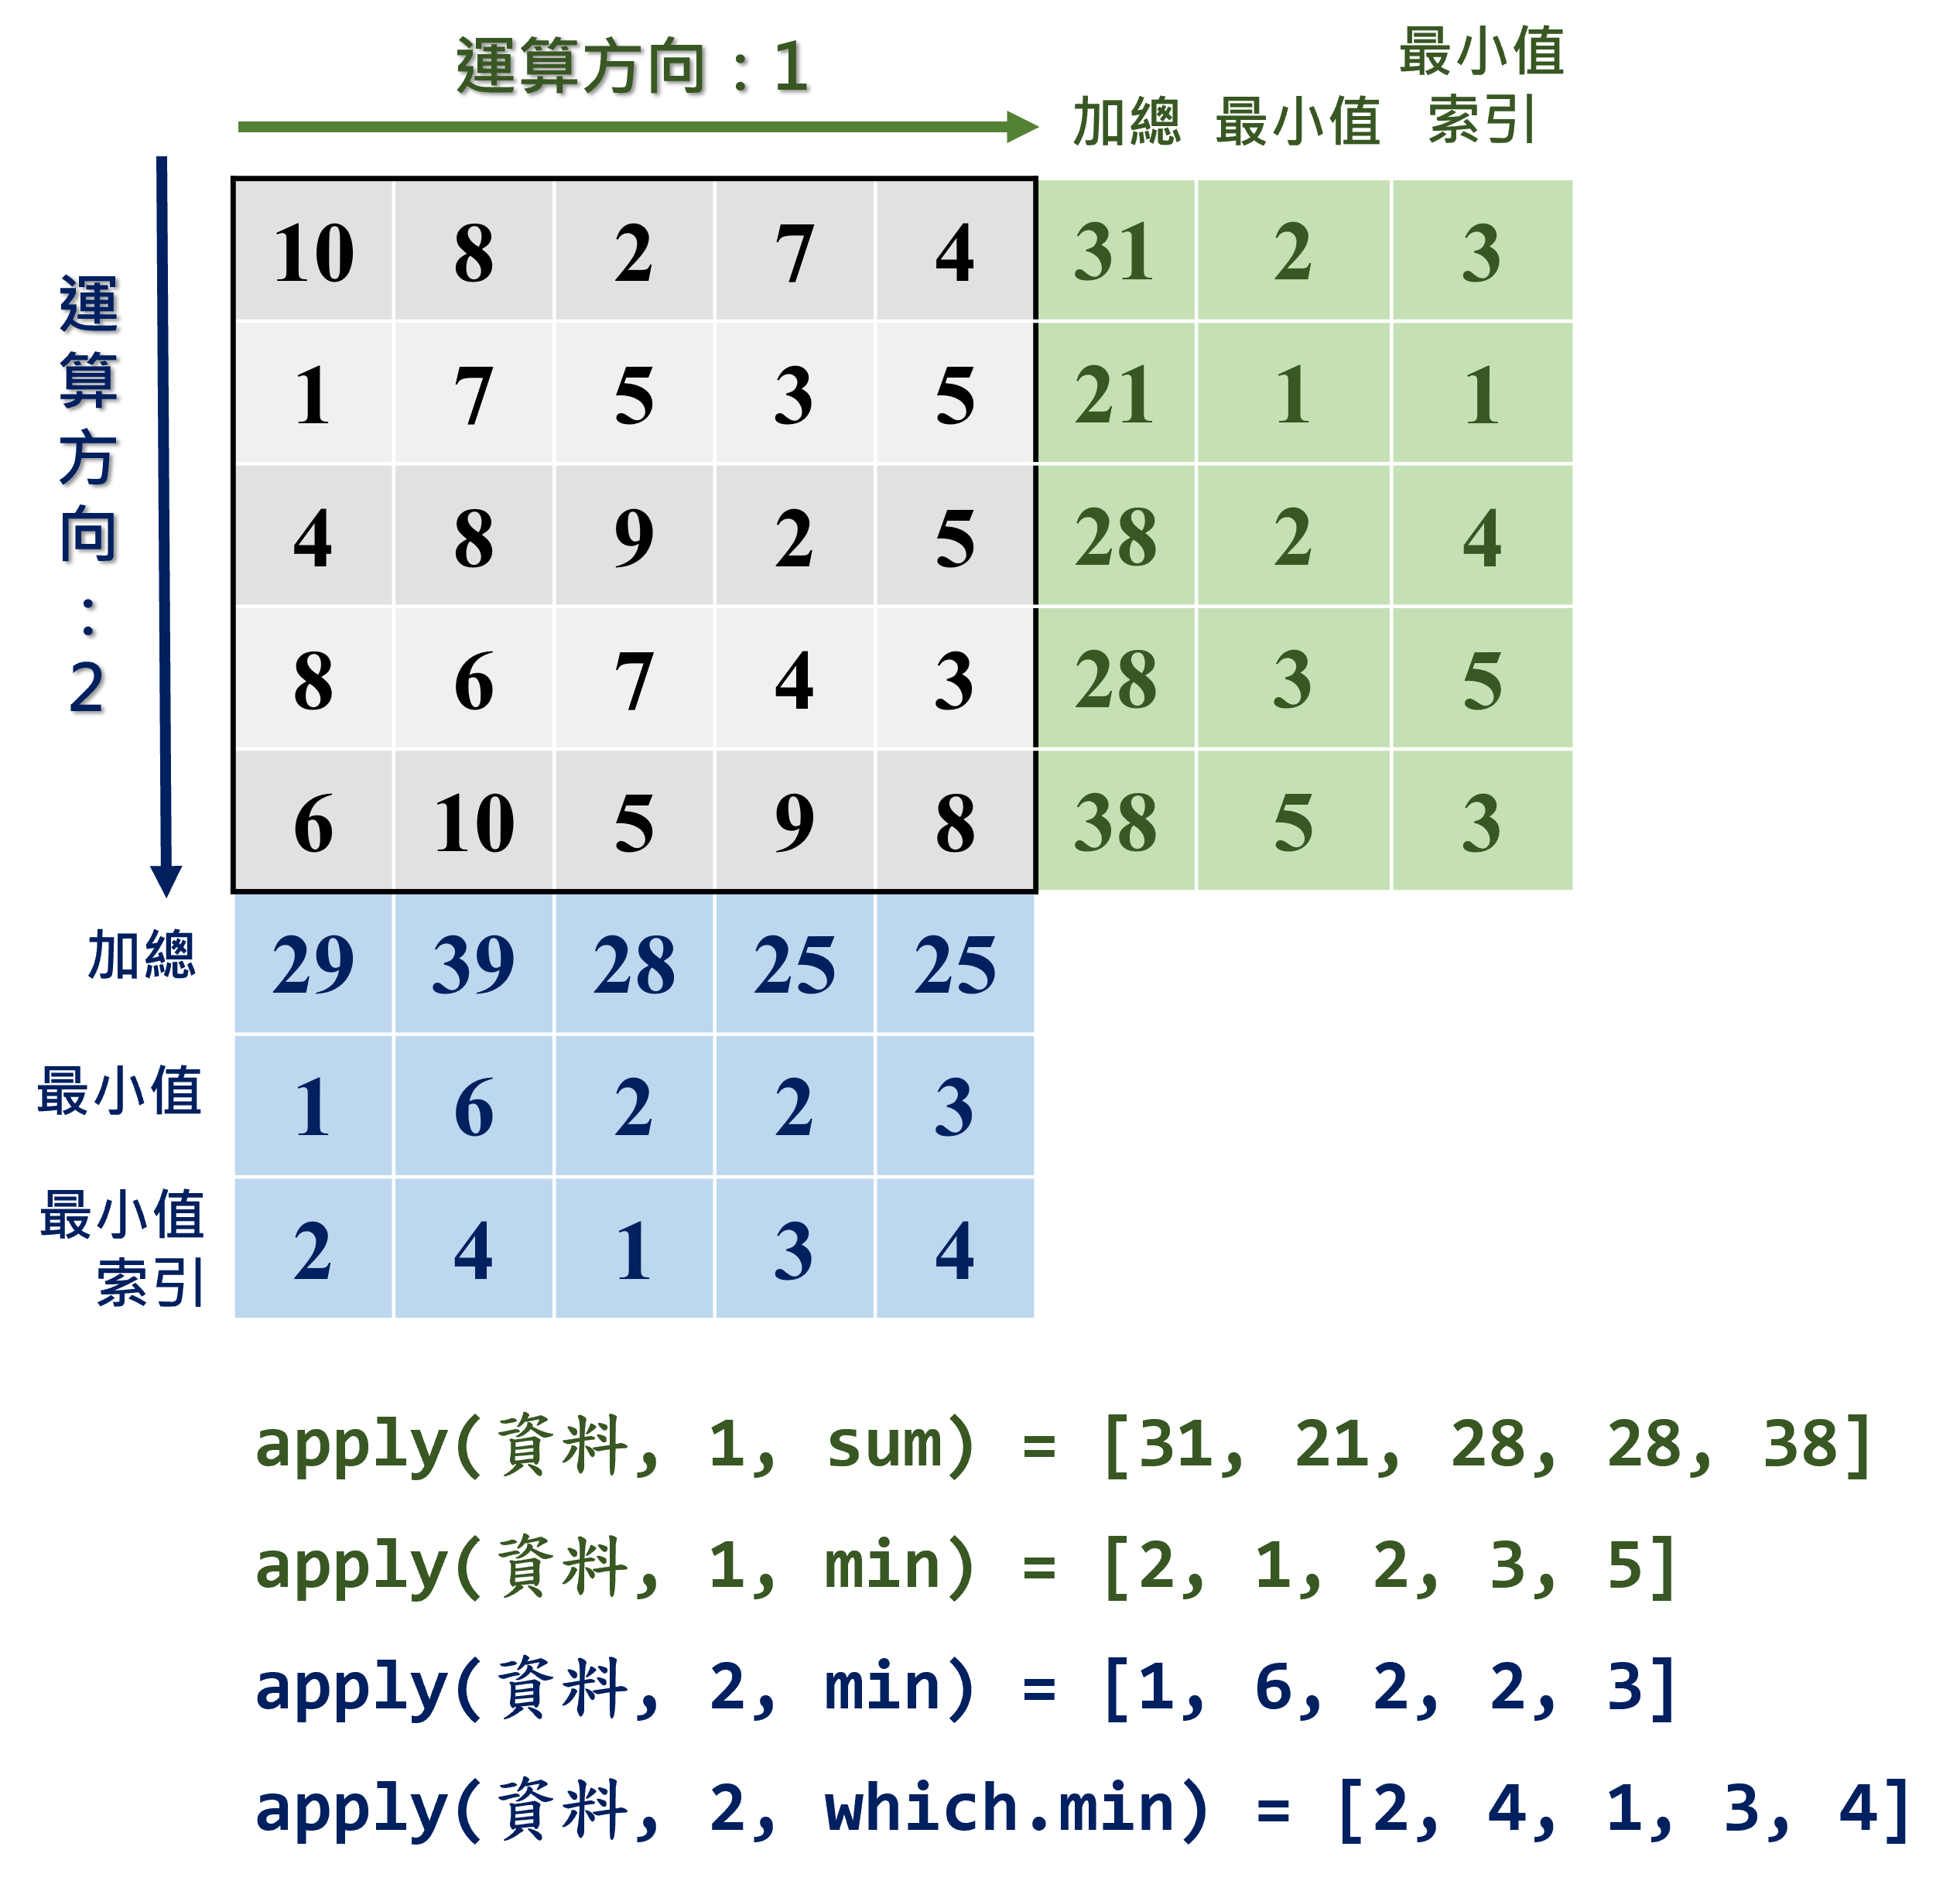 運算方向：1
加總 最小值 最小值
索引
運算方向：2
10 8 2 7 4 31 2 3
1 7 5 3 5 21 1 1
4 8 9 2 5 28 2 4
8 6 7 4 3 28 3 5
6 10 5 9 8 38 5 3
加總 29 39 28 25 25
最小值 1 6 2 2 3
最小值
索引 2 4 1 3 4
apply(資料, 1, sum) = [31, 21, 28, 28, 38]
apply(資料, 1, min) = [2, 1, 2, 3, 5]
apply(資料, 2, min) = [1, 6, 2, 2, 3]
apply(資料, 2, which.min) = [2, 4, 1, 3, 4]